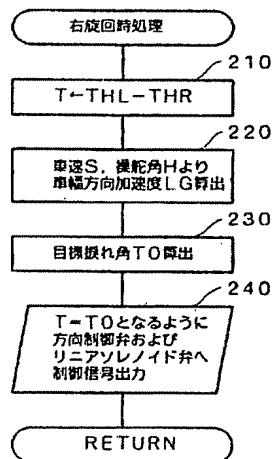 右旋回時処理
210
T←THL−THR
220
車速S，操舵角Hより
車幅方向加速度LG算出
230
目標捩れ角TO算出
240
T=TOとなるように
方向制御弁および
リニアソレノイド弁へ
制御信号出力
RETURN